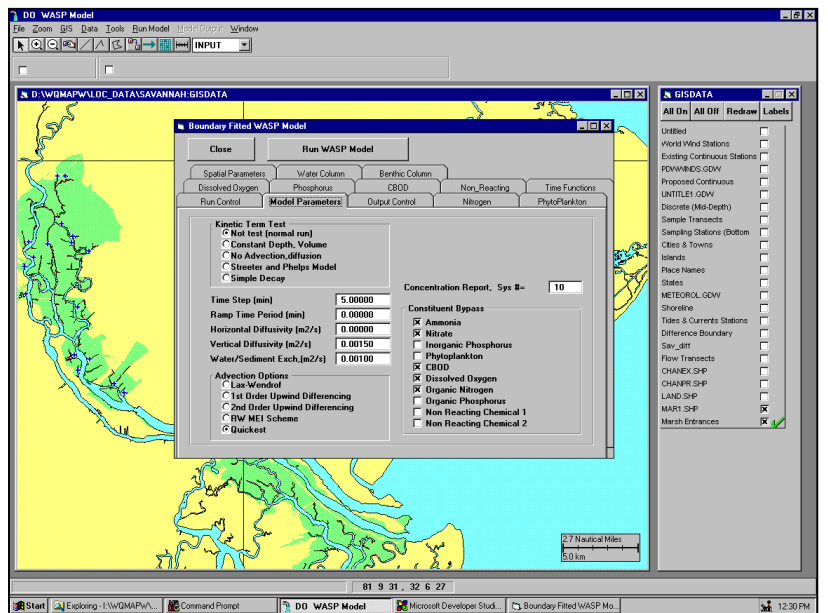 DO WASP Model
File Zoom GIS Data Tools Run Model Model Output Window
INPUT
D:\WQMAPW\LOC_DATA\SAVANNAH:GISDATA
Boundary Fitted WASP Model
Close Run WASP Model
Spatial Parameters Water Column Benthic Column
Dissolved Oxygen Phosphorus CBOD Non_Reacting Time Functions
Run Control Model Parameters Output Control Nitrogen PhytoPlankton
Kinetic Term Test
Not test (normal run)
Constant Depth, Volume
No Advection,diffusion
Streeter and Phelps Model
Simple Decay
Time Step (min) 5.00000
Ramp Time Period (min) 0.00000
Horizontal Diffusivity (m2/s) 0.00000
Vertical Diffusivity (m2/s) 0.00150
Water/Sediment Exch,(m2/s) 0.00100
Advection Options
Lax-Wendrof
1st Order Upwind Differencing
2nd Order Upwind Differencing
RW MEI Scheme
Quickest
Concentration Report, Sys #= 10
Constituent Bypass
Ammonia
Nitrate
Inorganic Phosphorus
Phytoplankton
CBOD
Dissolved Oxygen
Organic Nitrogen
Organic Phosphorus
Non Reacting Chemical 1
Non Reacting Chemical 2
2.7 Nautical Miles
5.0 km
GISDATA
All On All Off Redraw Labels
Untitled
World Wind Stations
Existing Continuous Stations
PDWWINDS.GDW
Proposed Continuous
UNTITLE1.GDW
Discrete (Mid-Depth)
Sample Transects
Sampling Stations (Bottom
Cities & Towns
Islands
Place Names
States
METEOROL.GDW
Shoreline
Tides & Currents Stations
Difference Boundary
Sav_diff
Flow Transects
CHANEX.SHP
CHANPR.SHP
LAND.SHP
MAR1.SHP
Marsh Entrances
81 9 31 , 32 6 27
Start Exploring - I:\WQMAPW\... Command Prompt DO WASP Model Microsoft Developer Studi... Boundary Fitted WASP Mo... 12:30 PM